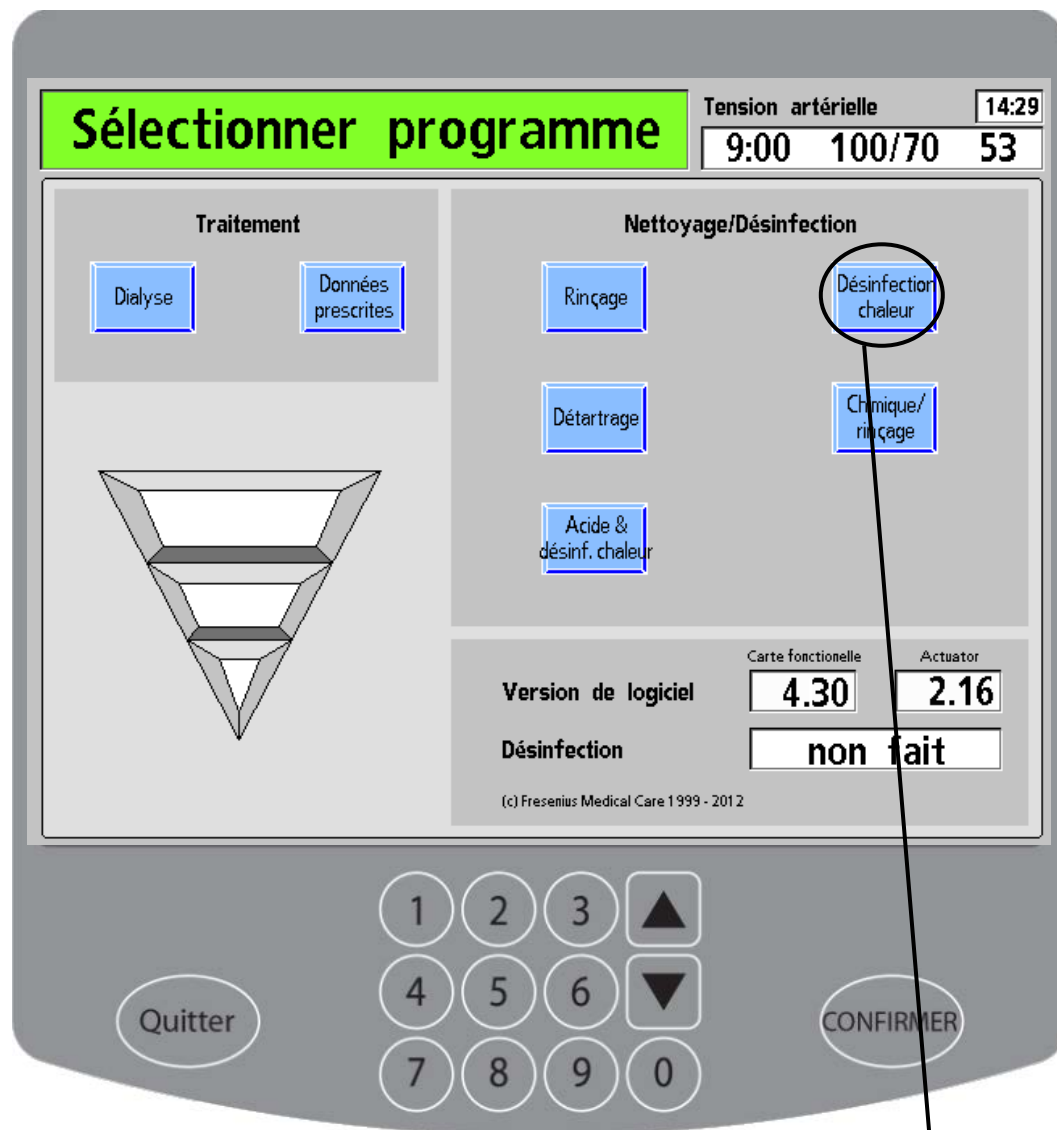 Sélectionner programme
Tension artérielle 14:29
9:00 100/70 53
Traitement
Dialyse
Données
prescrites
Nettoyage/Désinfection
Rinçage
Désinfection
chaleur
Détartrage
Chimique/
rinçage
Acide &
désinf. chaleur
Carte fonctionelle Actuator
Version de logiciel 4.30 2.16
Désinfection non fait
(c) Fresenius Medical Care 1999 - 2012
1 2 3
4 5 6
7 8 9 0
Quitter
CONFIRMER